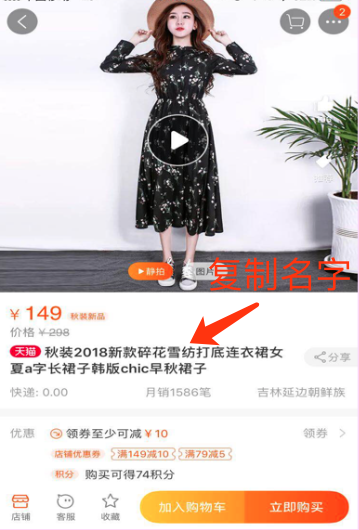 2
静拍
图片
复制名字
¥ 149 秋装新品
价格 ¥ 298
天猫 秋装2018新款碎花雪纺打底连衣裙女
夏a字长裙子韩版chic早秋裙子
分享
快递: 0.00 月销1586笔 吉林延边朝鲜族
优惠 领券至少可减 ¥ 10 领券
店铺优惠券 满149减10 满79减5
积分 购买可得74积分
店铺 客服 收藏 加入购物车 立即购买